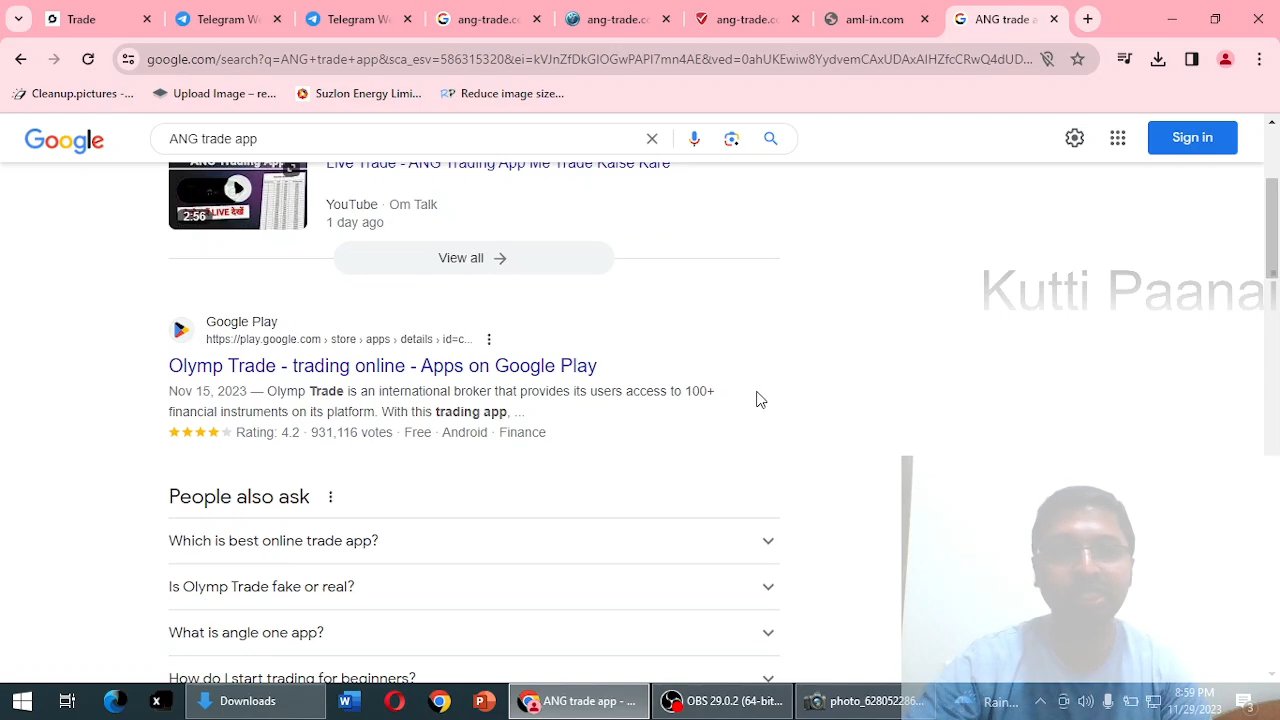 Trade
Telegram We
Telegram We
ang-trade.co
ang-trade.co
ang-trade.co
aml-in.com
ANG trade a
google.com/search?q=ANG+trade+app&sca_esv=586315320&ei=kVJnZfDkGIOGwPAPI7mn4AE&ved=0ahUKEwiw8YydvemCAxUDAxAIHZfcCRwQ4dUD...
Cleanup.pictures -...
Upload Image – re...
Suzlon Energy Limi...
Reduce image size...
Google
ANG trade app
Sign in
Live Trade - ANG Trading App Me Trade Kaise Kare
LIVE देखें
2:56
YouTube · Om Talk
1 day ago
View all
Kutti Paanai
Google Play
https://play.google.com › store › apps › details › id=c...
Olymp Trade - trading online - Apps on Google Play
Nov 15, 2023 — Olymp Trade is an international broker that provides its users access to 100+
financial instruments on its platform. With this trading app, ...
Rating: 4.2 · 931,116 votes · Free · Android · Finance
People also ask
Which is best online trade app?
Is Olymp Trade fake or real?
What is angle one app?
How do I start trading for beginners?
Downloads
ANG trade app - ...
OBS 29.0.2 (64-bit...
photo_628052286...
Rain...
8:59 PM
11/29/2023
3